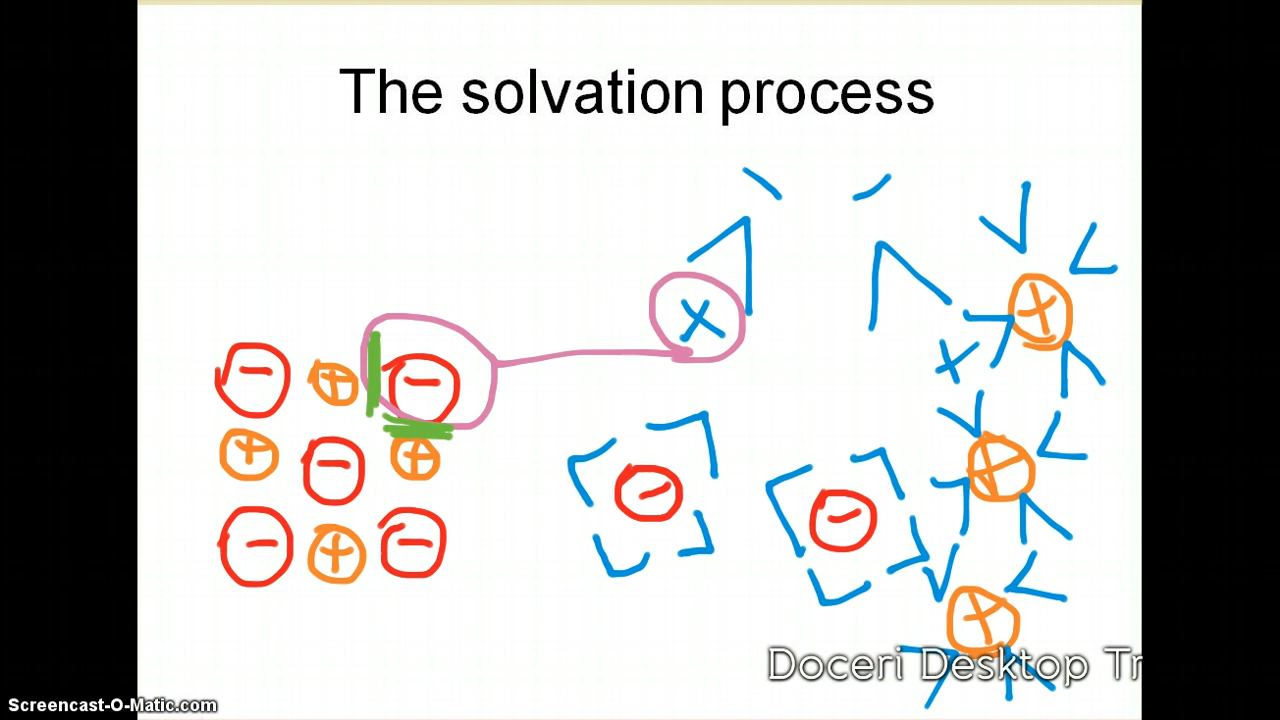 The solvation process
− + −
+ − +
− + −
X
X
+
− − +
+
Doceri Desktop Tr
Screencast-O-Matic.com